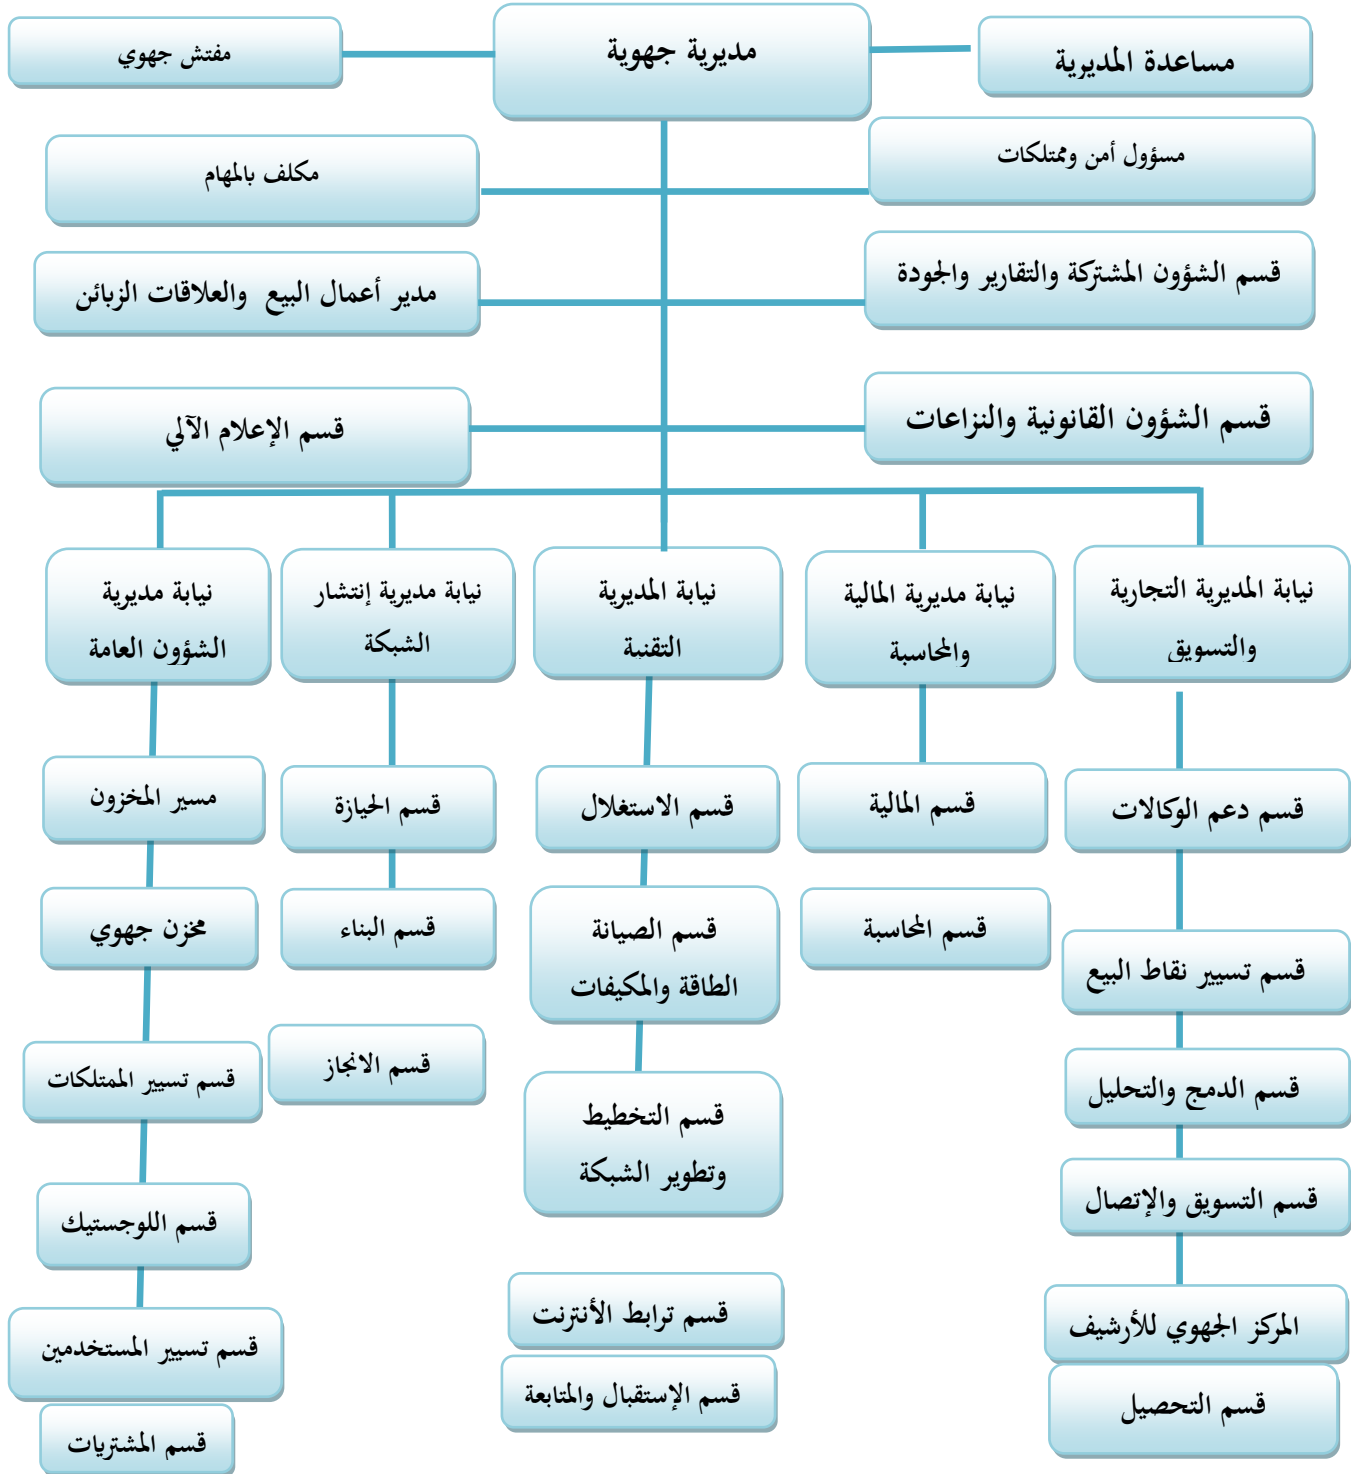 مساعدة المديرية
مديرية جهوية
مفتش جهوي
مسؤول أمن وممتلكات
مكلف بالمهام
قسم الشؤون المشتركة والتقارير والجودة
مدير أعمال البيع والعلاقات الزبائن
قسم الشؤون القانونية والنزاعات
قسم الإعلام الآلي
نيابة المديرية التجارية
والتسويق
نيابة مديرية المالية
والمحاسبة
نيابة المديرية
التقنية
نيابة مديرية إنتشار
الشبكة
نيابة مديرية
الشؤون العامة
قسم دعم الوكالات
قسم المالية
قسم الاستغلال
قسم الحيازة
مسير المخزون
قسم تسيير نقاط البيع
قسم المحاسبة
قسم الصيانة
الطاقة والمكيفات
قسم البناء
مخزن جهوي
قسم الدمج والتحليل
قسم التخطيط
وتطوير الشبكة
قسم الانجاز
قسم تسيير الممتلكات
قسم التسويق والإتصال
قسم اللوجستيك
المركز الجهوي للأرشيف
قسم ترابط الأنترنت
قسم تسيير المستخدمين
قسم التحصيل
قسم الإستقبال والمتابعة
قسم المشتريات